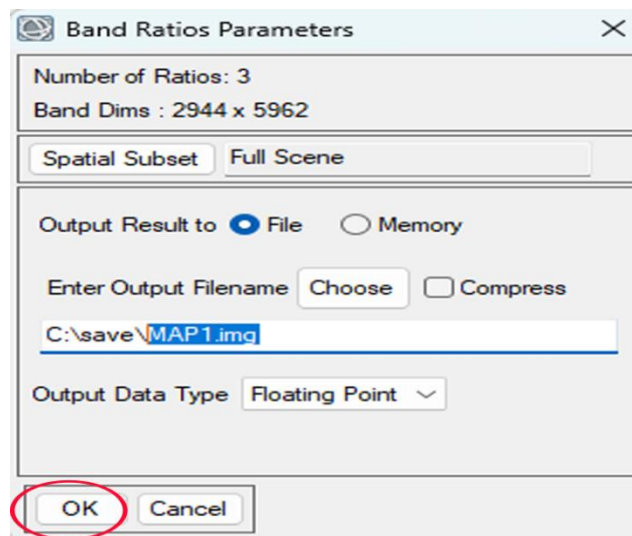 Band Ratios Parameters
Number of Ratios: 3
Band Dims : 2944 x 5962
Spatial Subset Full Scene
Output Result to File Memory
Enter Output Filename Choose Compress
C:\save\MAP1.img
Output Data Type Floating Point
OK Cancel